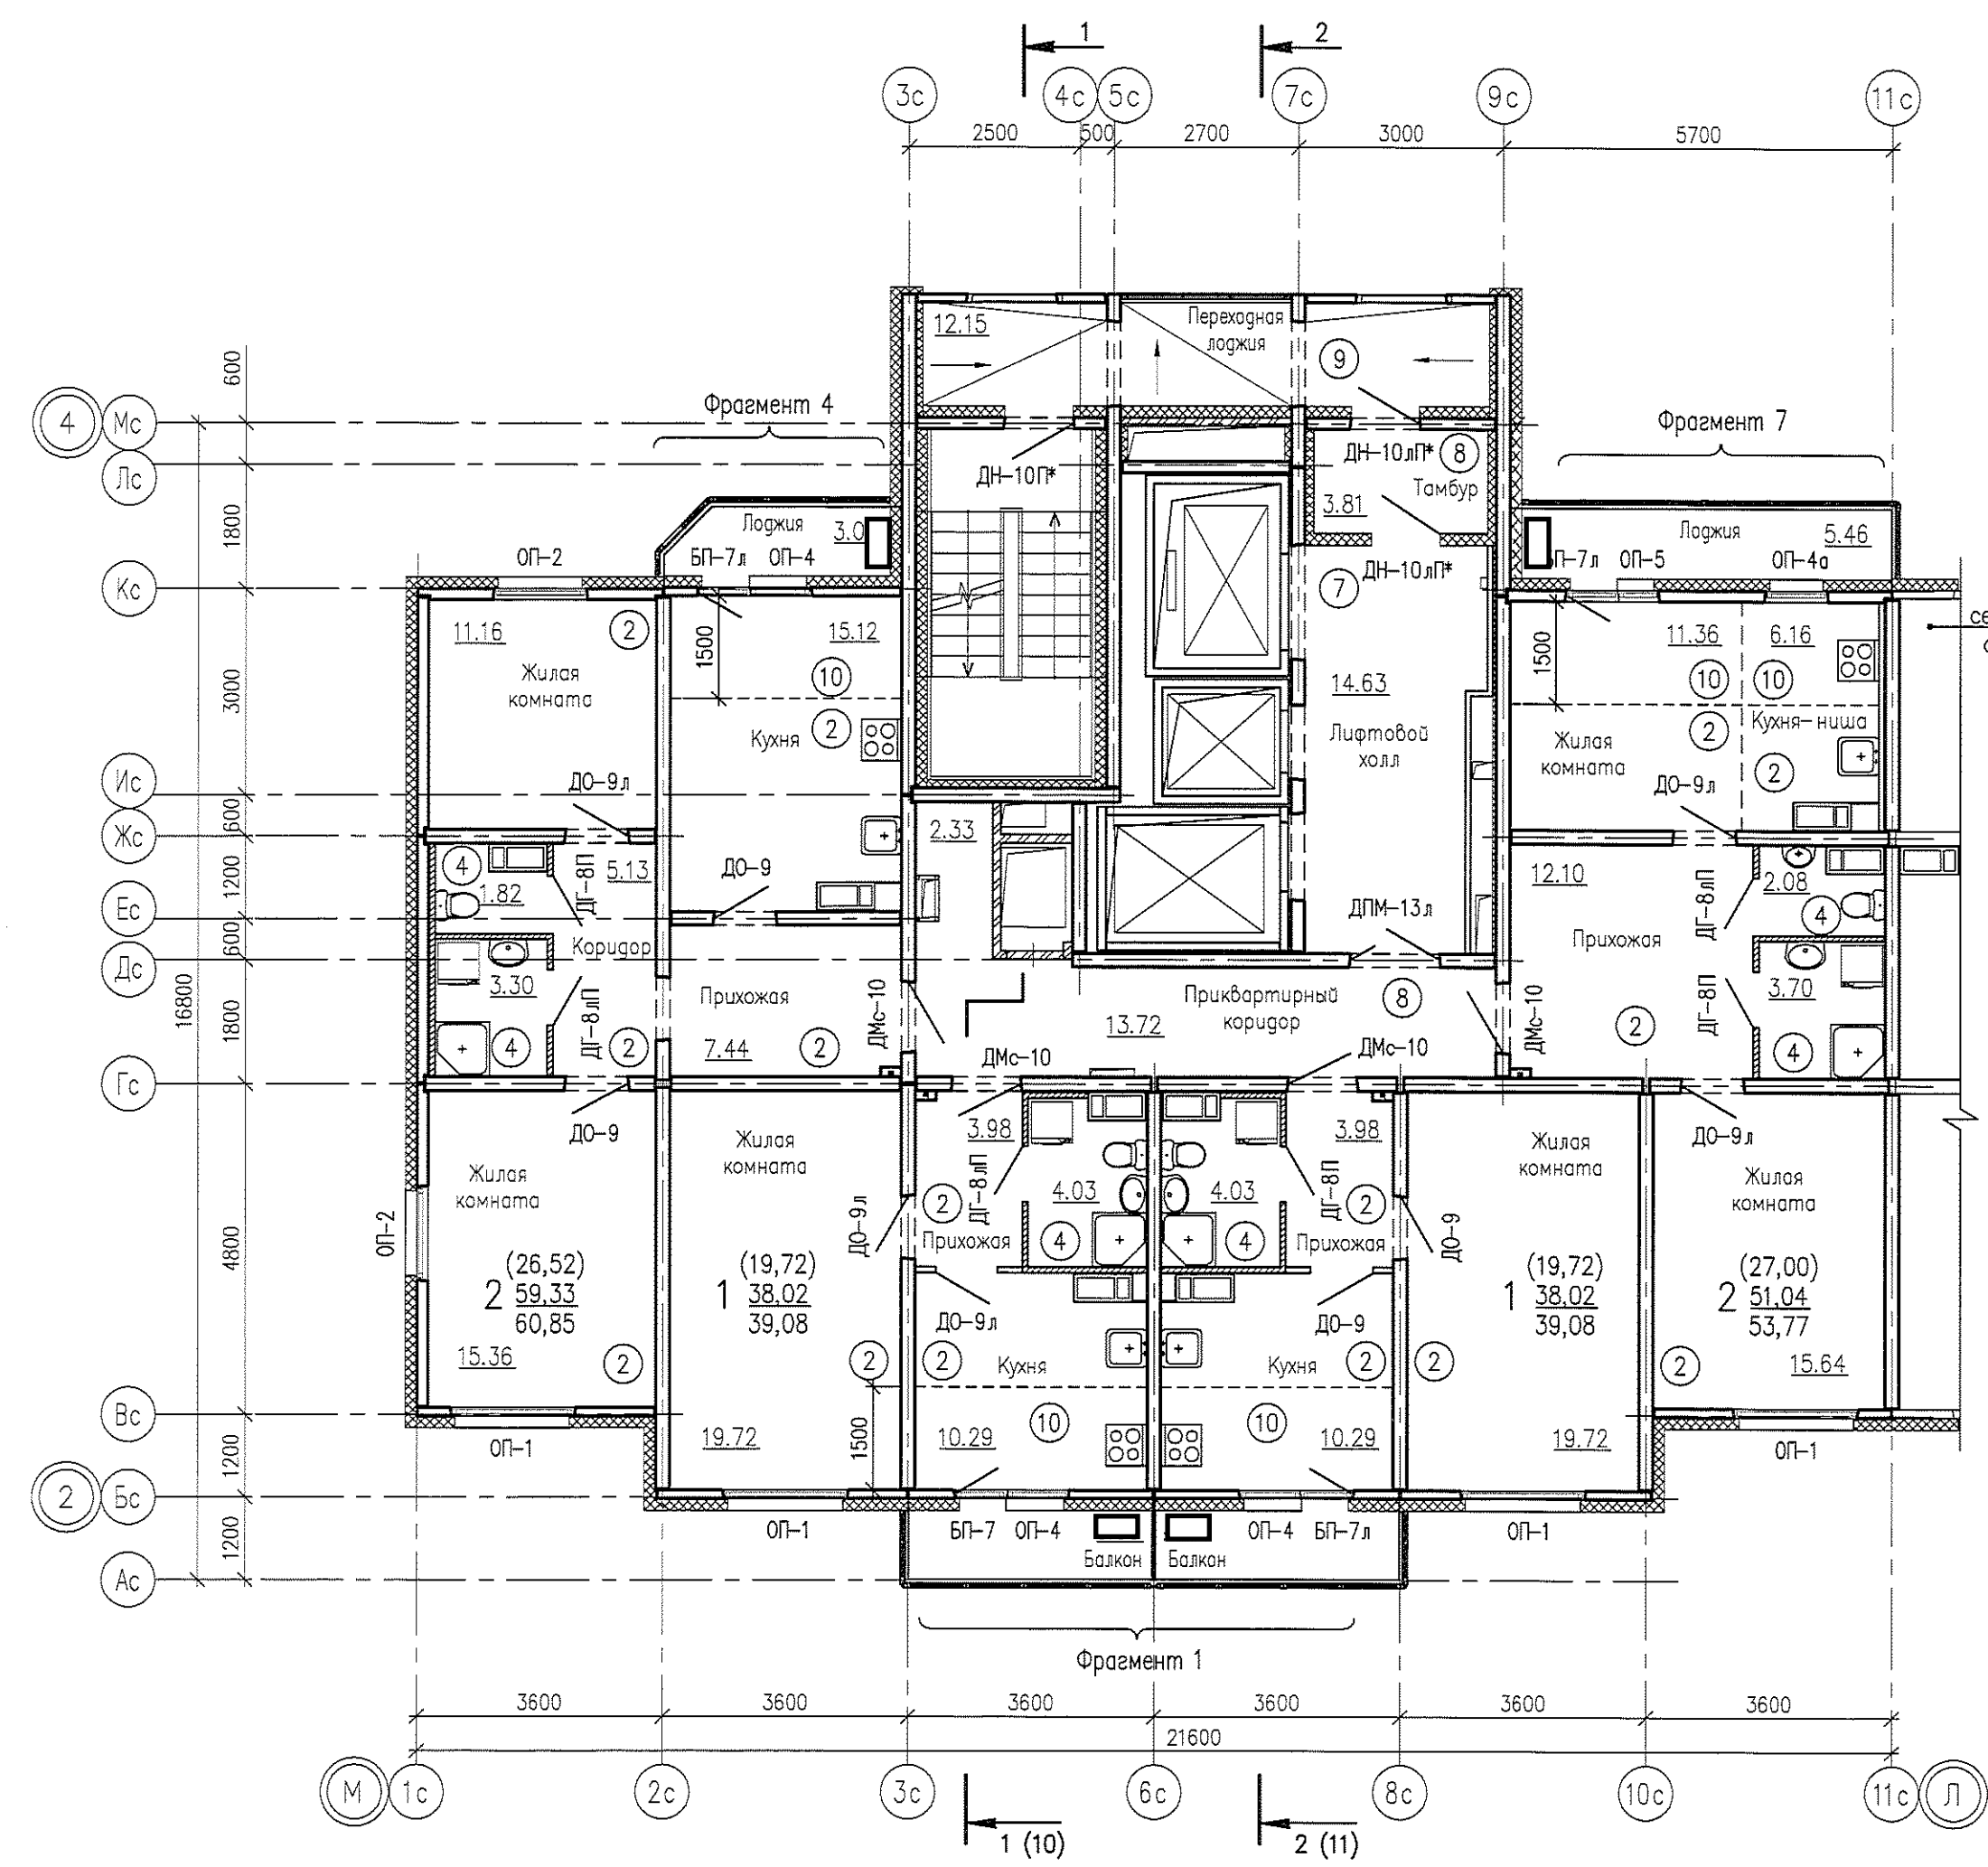 1
2
3с
4с
5с
7с
9с
11с
2500
500
2700
3000
5700
600
4
Мс
Лс
1800
Кс
3000
Ис
600
Жс
1200
Ес
600
Дс
16800
1800
Гс
4800
Вс
1200
2
Бс
1200
Ас
12.15
Переходная
лоджия
9
Фрагмент 4
Фрагмент 7
ДН-10П*
ДН-10лП*
8
Тамбур
3.81
Лоджия
3.0
Лоджия
5.46
ОП-2
БП-7л
ОП-4
7
ДН-10лП*
П-7л
ОП-5
ОП-4а
11.16
2
1500
15.12
10
Жилая
комната
Кухня
2
14.63
Лифтовой
холл
1500
11.36
6.16
10
10
2
Кухня-ниша
Жилая
комната
2
ДО-9л
ДО-9л
2.33
4
1.82
ДГ-8П
5.13
ДО-9
Коридор
3.30
4
ДГ-8лП
2
Прихожая
7.44
2
ДМс-10
ДПМ-13л
Приквартирный
коридор
8
13.72
ДМс-10
ДМс-10
ДМс-10
12.10
Прихожая
2
ДГ-8лП
2.08
4
ДГ-8П
3.70
4
ДО-9
Жилая
комната
Жилая
комната
3.98
3.98
ДГ-8лП
4.03
4.03
ДГ-8П
2
2
4
4
Прихожая
Прихожая
ДО-9л
ДО-9
Жилая
комната
ДО-9л
Жилая
комната
ОП-2
(26,52)
2 59,33
60,85
15.36
2
(19,72)
1 38,02
39,08
2
2
ДО-9л
ДО-9
Кухня
Кухня
2
2
(19,72)
1 38,02
39,08
(27,00)
2 51,04
53,77
2
15.64
19.72
1500
10.29
10
10
10.29
19.72
ОП-1
ОП-1
ОП-1
БП-7
ОП-4
Балкон
Балкон
ОП-4
БП-7л
ОП-1
Фрагмент 1
3600
3600
3600
3600
3600
3600
21600
М
1с
2с
3с
6с
8с
10с
11с
Л
1 (10)
2 (11)